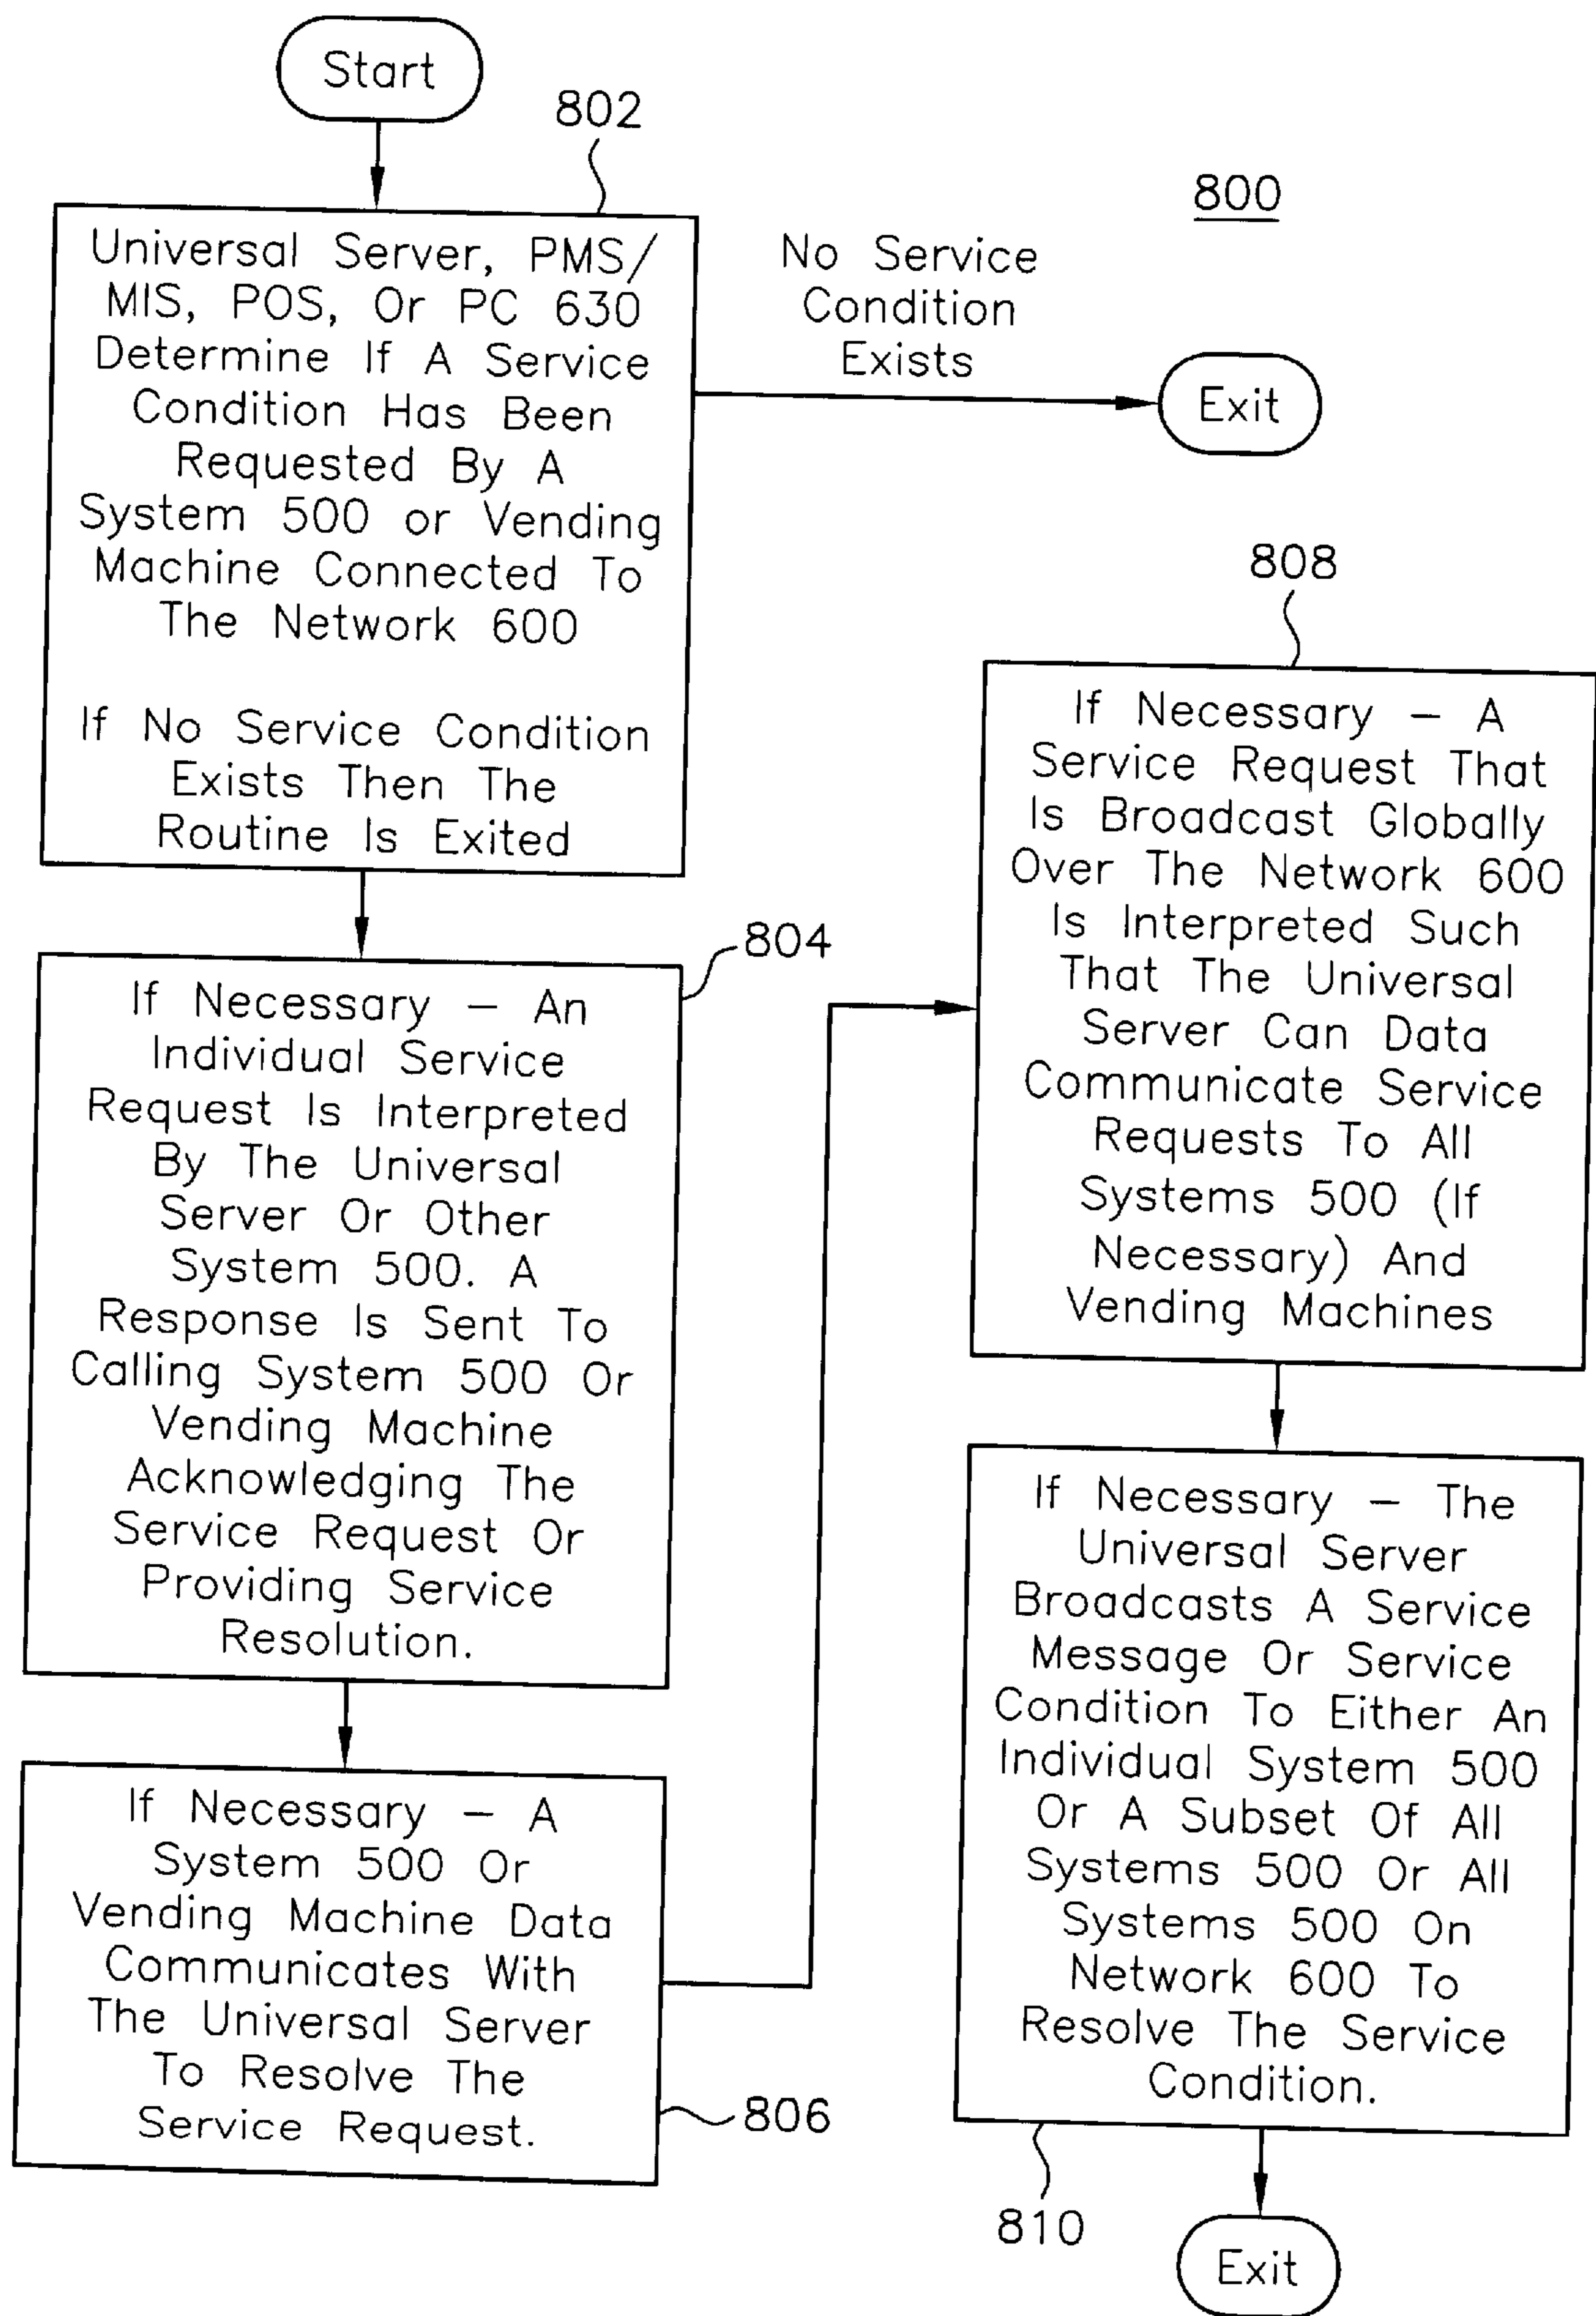 Start
802
800
Universal Server, PMS/
MIS, POS, Or PC 630
Determine If A Service
Condition Has Been
Requested By A
System 500 or Vending
Machine Connected To
The Network 600
If No Service Condition
Exists Then The
Routine Is Exited
No Service
Condition
Exists
Exit
804
If Necessary – An
Individual Service
Request Is Interpreted
By The Universal
Server Or Other
System 500. A
Response Is Sent To
Calling System 500 Or
Vending Machine
Acknowledging The
Service Request Or
Providing Service
Resolution.
If Necessary – A
System 500 Or
Vending Machine Data
Communicates With
The Universal Server
To Resolve The
Service Request.
806
808
If Necessary – A
Service Request That
Is Broadcast Globally
Over The Network 600
Is Interpreted Such
That The Universal
Server Can Data
Communicate Service
Requests To All
Systems 500 (If
Necessary) And
Vending Machines
If Necessary – The
Universal Server
Broadcasts A Service
Message Or Service
Condition To Either An
Individual System 500
Or A Subset Of All
Systems 500 Or All
Systems 500 On
Network 600 To
Resolve The Service
Condition.
810
Exit